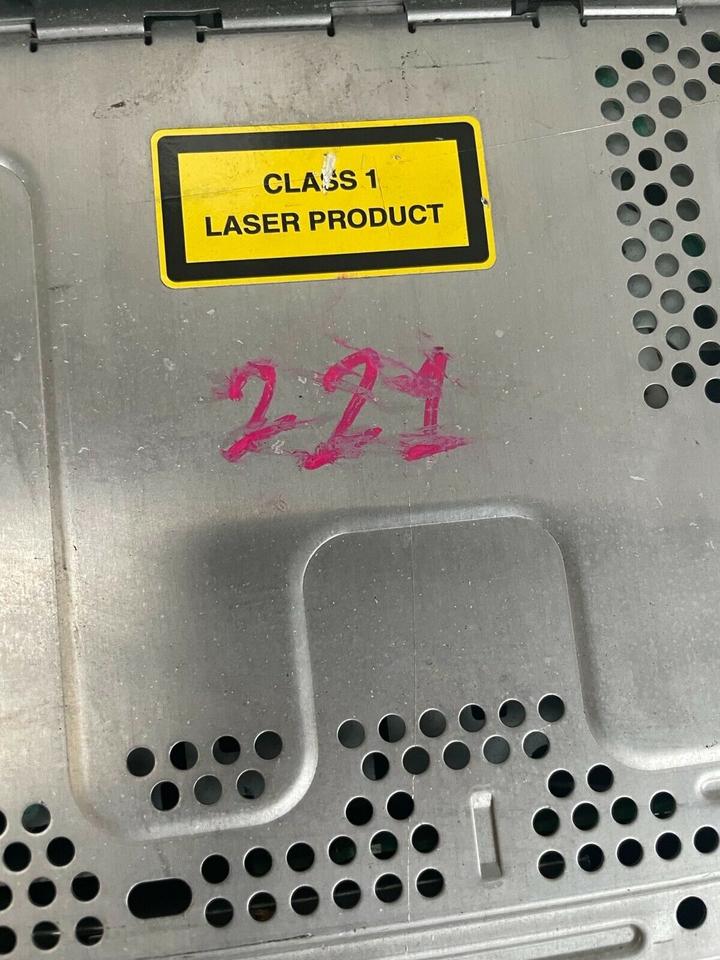 CLASS 1
LASER PRODUCT
221